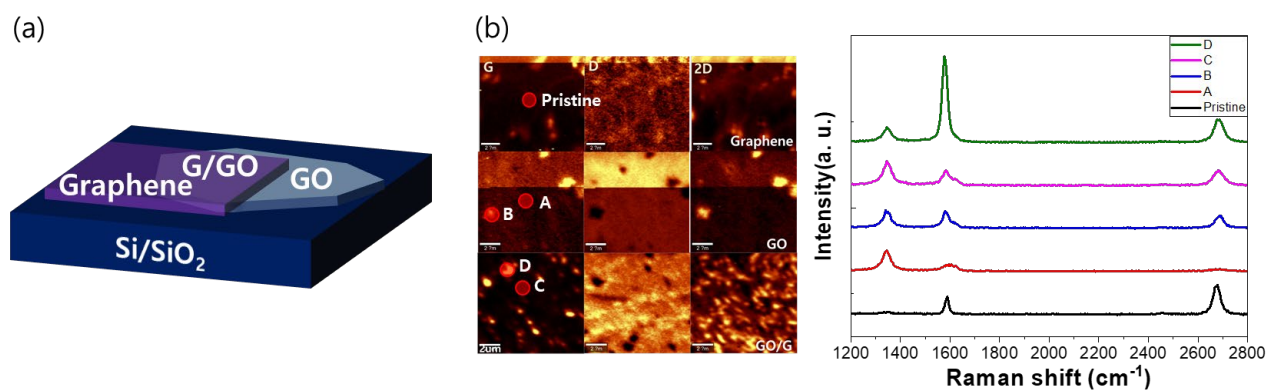 (a)
G/GO
Graphene
GO
Si/SiO2
(b)
G
D
2D
Pristine
Graphene
A
B
GO
D
C
2um
GO/G
D
C
B
A
Pristine
Intensity(a. u.)
1200 1400 1600 1800 2000 2200 2400 2600 2800
Raman shift (cm-1)